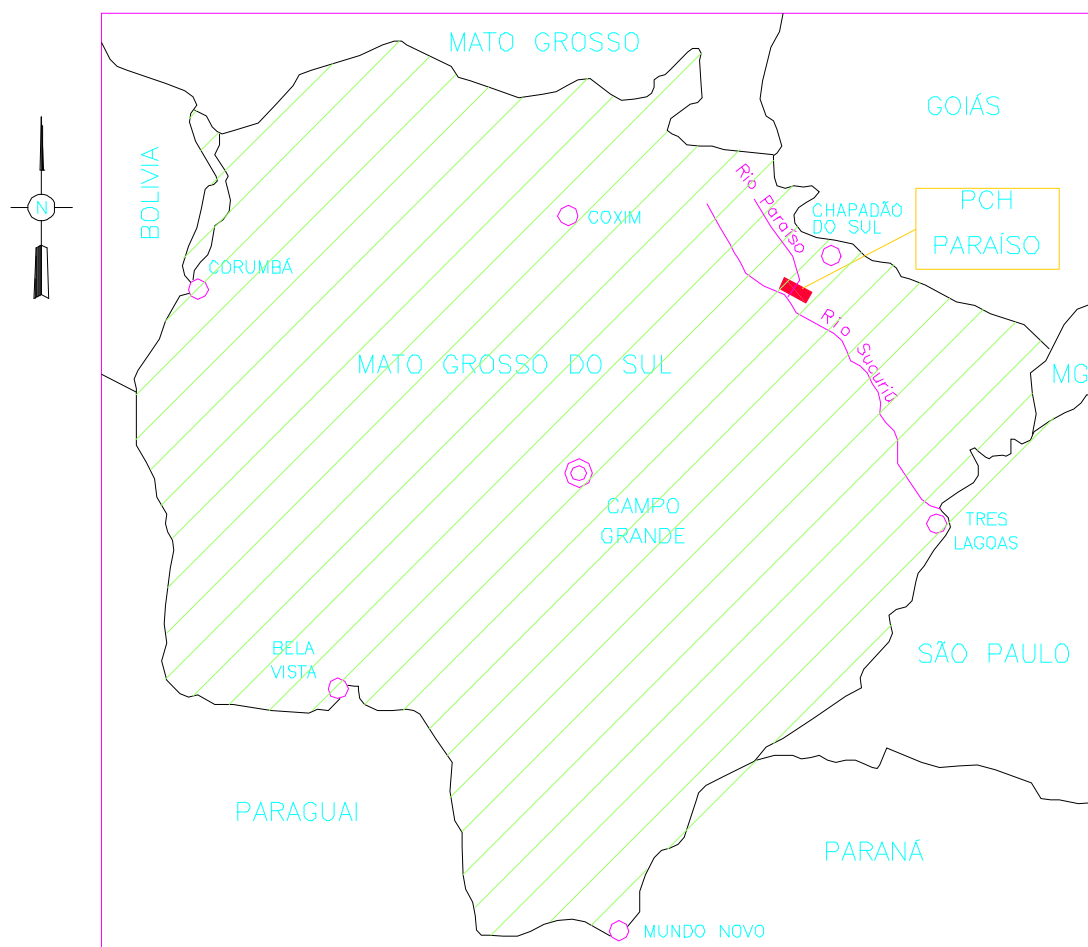 MATO GROSSO
GOIÁS
BOLIVIA
N
Rio Paraíso
PCH
PARAÍSO
CHAPADÃO
DO SUL
COXIM
CORUMBÁ
Rio Sucuriú
MATO GROSSO DO SUL
MG
CAMPO
GRANDE
TRES
LAGOAS
BELA
VISTA
SÃO PAULO
PARAGUAI
PARANÁ
MUNDO NOVO